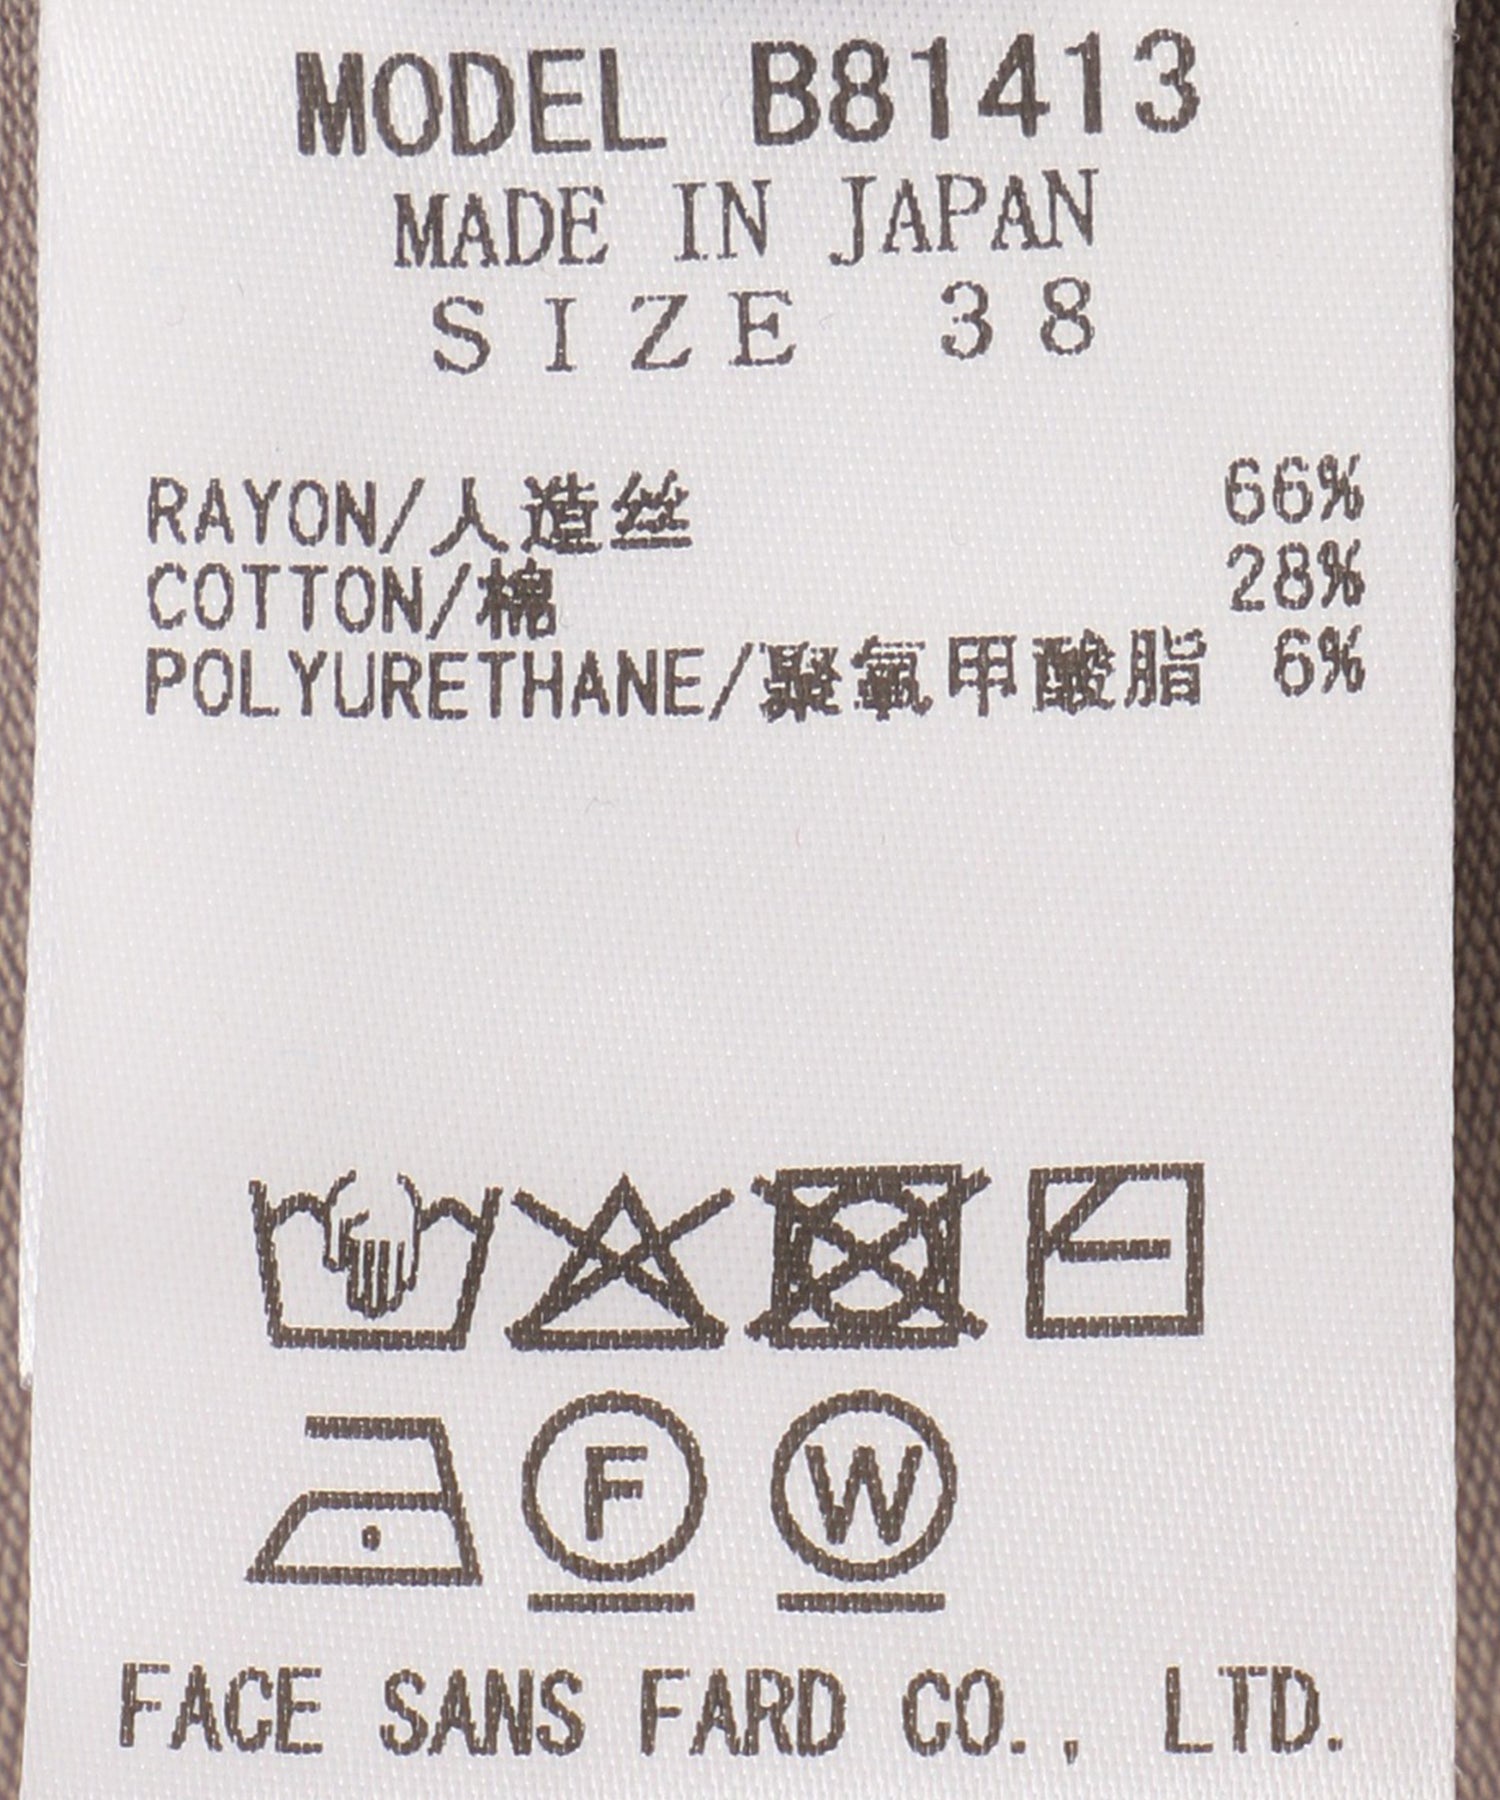 MODEL B81413
MADE IN JAPAN
SIZE 38
RAYON/人造丝 66%
COTTON/棉 28%
POLYURETHANE/聚氨甲酸脂 6%
F W
FACE SANS FARD CO., LTD.